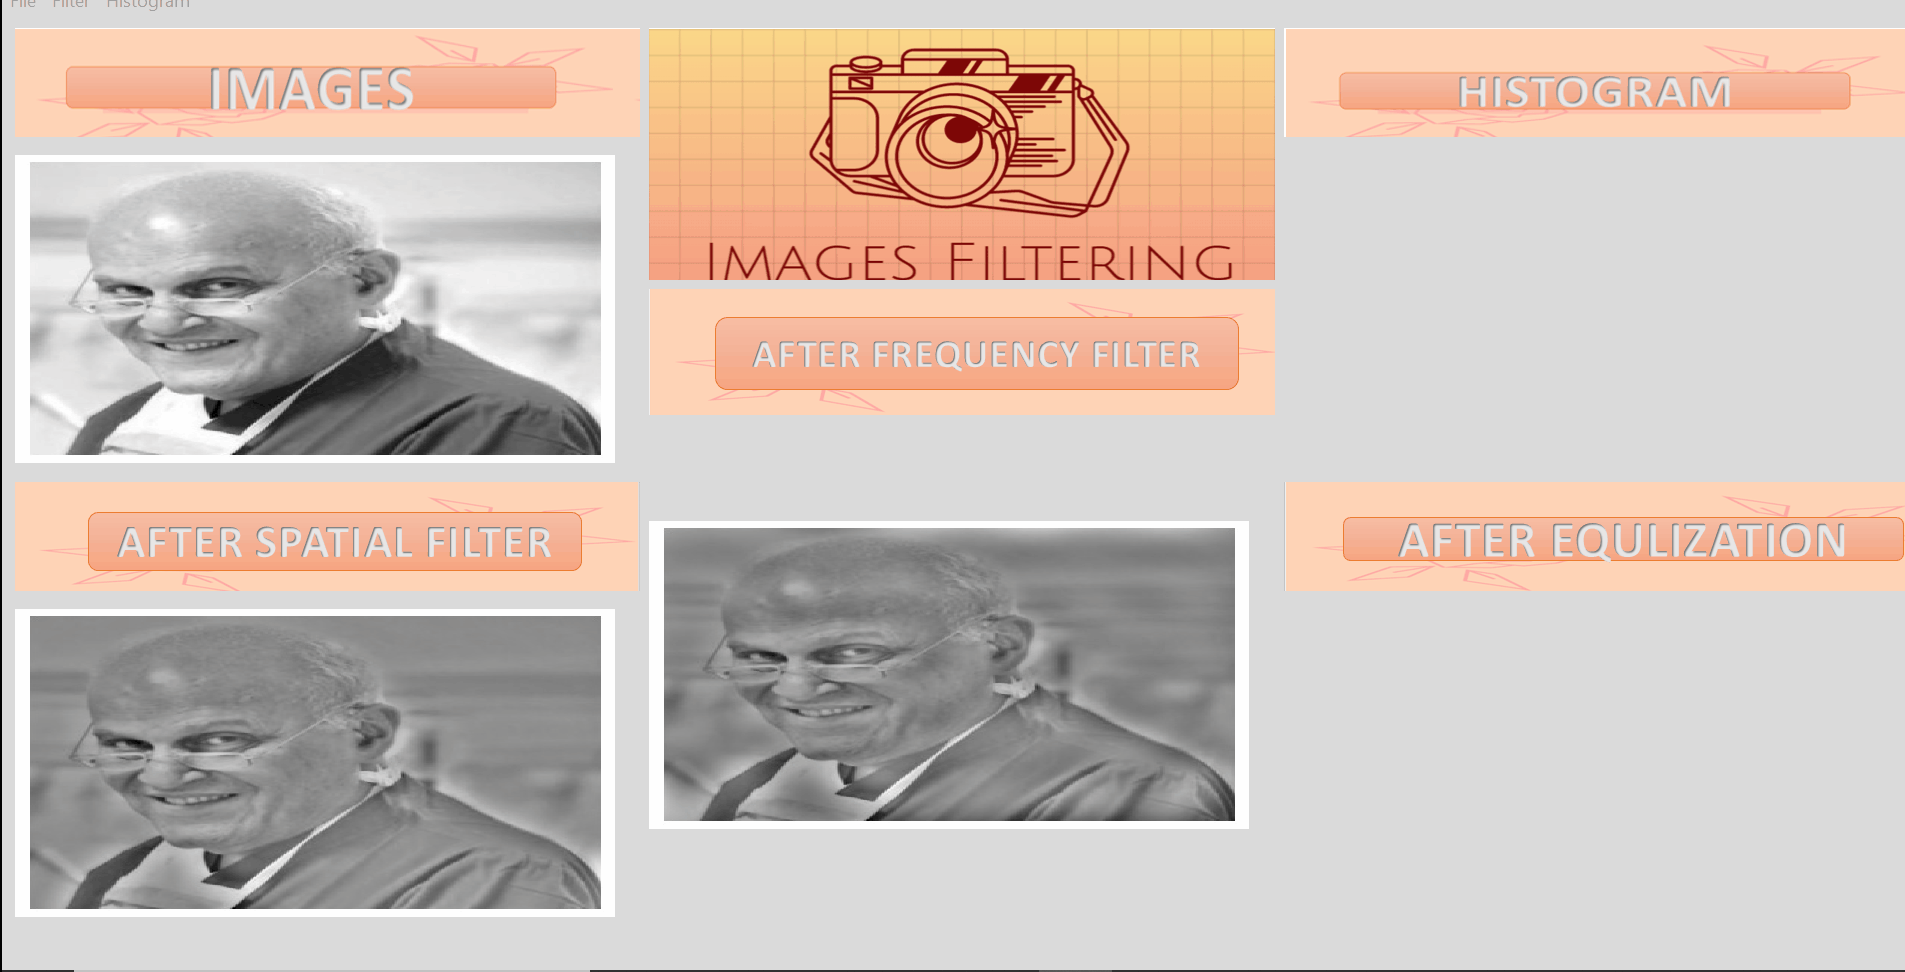 File Filter Histogram
IMAGES
IMAGES FILTERING
HISTOGRAM
AFTER FREQUENCY FILTER
AFTER SPATIAL FILTER
AFTER EQULIZATION